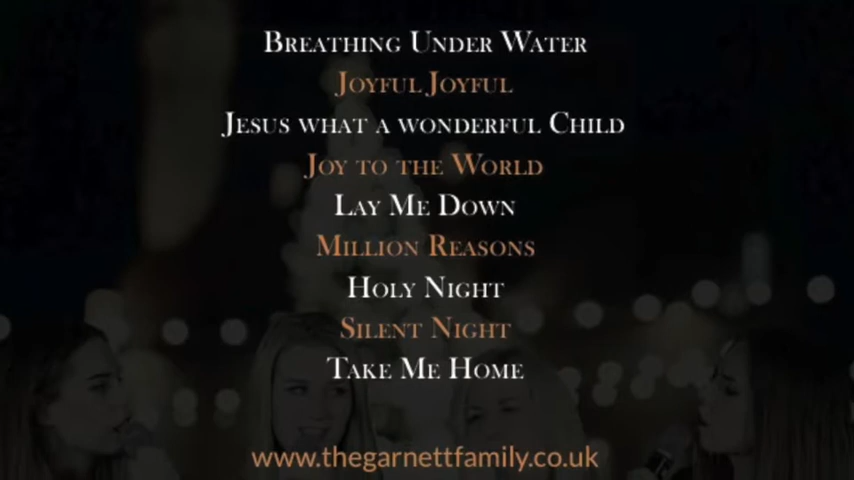 Breathing Under Water
Joyful Joyful
Jesus what a wonderful Child
Joy to the World
Lay Me Down
Million Reasons
Holy Night
Silent Night
Take Me Home
www.thegarnettfamily.co.uk